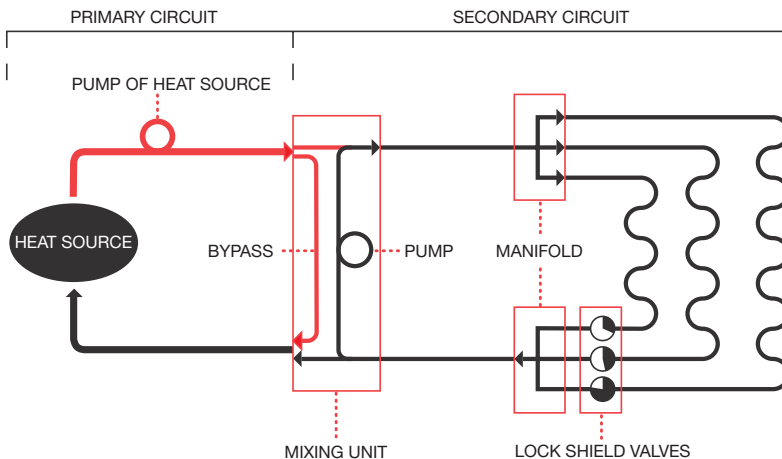 PRIMARY CIRCUIT
SECONDARY CIRCUIT
PUMP OF HEAT SOURCE
HEAT SOURCE
BYPASS
PUMP
MANIFOLD
MIXING UNIT
LOCK SHIELD VALVES